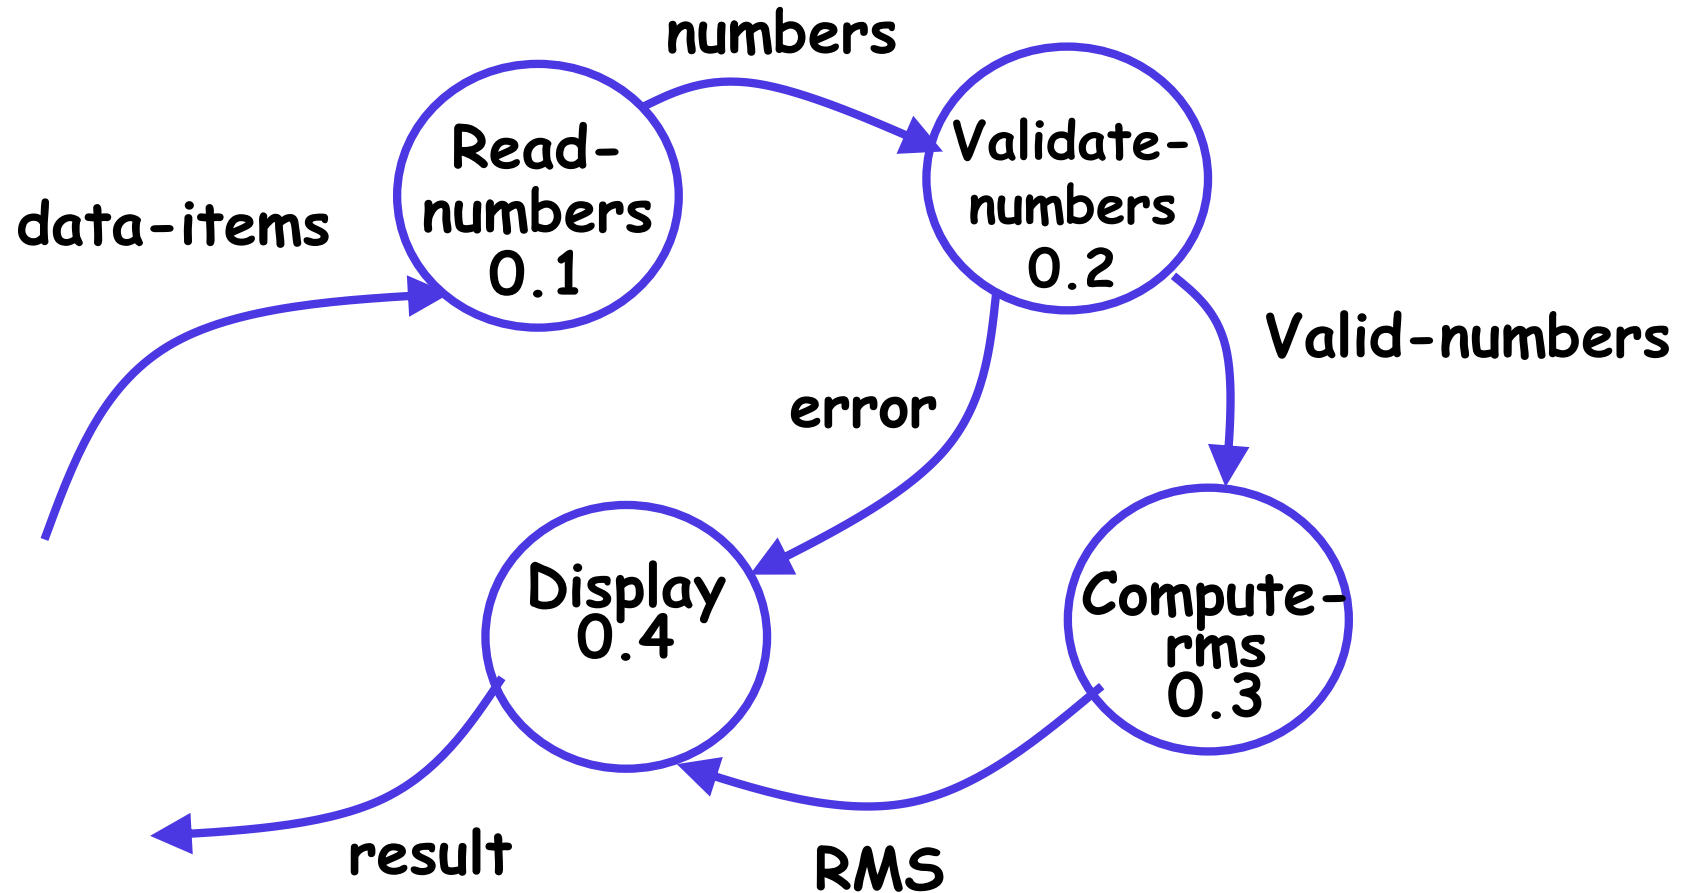 numbers
Read-
numbers
0.1
Validate-
numbers
0.2
data-items
Valid-numbers
error
Display
0.4
Compute-
rms
0.3
result
RMS